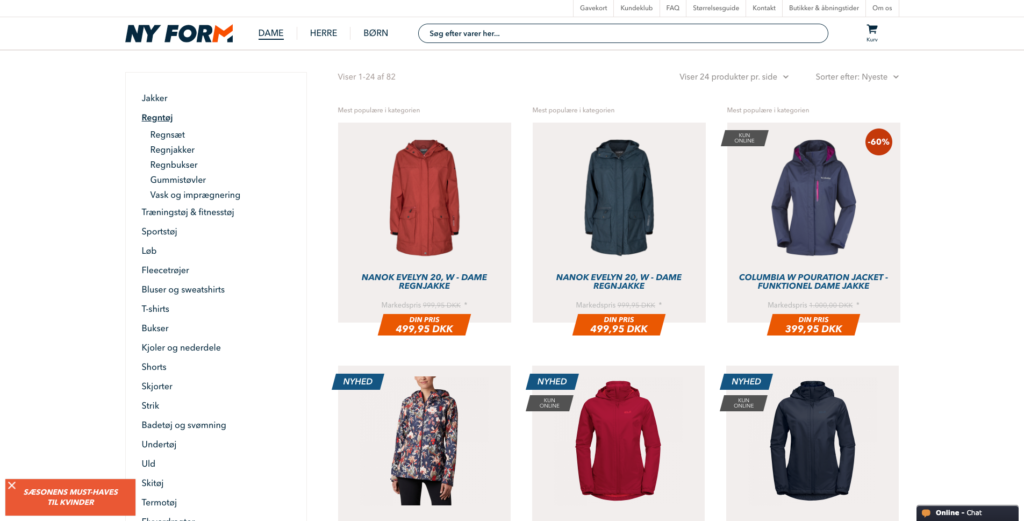 Gavekort
Kundeklub
FAQ
Størrelsesguide
Kontakt
Butikker & åbningstider
Om os
NY FORM
DAME
HERRE
BØRN
Søg efter varer her...
Kurv
Jakker
Regntøj
Regnsæt
Regnjakker
Regnbukser
Gummistøvler
Vask og imprægnering
Træningstøj & fitnesstøj
Sportstøj
Løb
Fleecetrøjer
Bluser og sweatshirts
T-shirts
Bukser
Kjoler og nederdele
Shorts
Skjorter
Strik
Badetøj og svømning
Undertøj
Uld
Skitøj
Termotøj
Viser 1-24 af 82
Viser 24 produkter pr. side
Sorter efter: Nyeste
Mest populære i kategorien
NANOK EVELYN 20, W - DAME
REGNJAKKE
Markedspris 999,95 DKK *
DIN PRIS
499,95 DKK
Mest populære i kategorien
NANOK EVELYN 20, W - DAME
REGNJAKKE
Markedspris 999,95 DKK *
DIN PRIS
499,95 DKK
Mest populære i kategorien
KUN
ONLINE
-60%
COLUMBIA W POURATION JACKET -
FUNKTIONEL DAME JAKKE
Markedspris 1.000,00 DKK *
DIN PRIS
399,95 DKK
NYHED
NYHED
KUN
ONLINE
NYHED
KUN
ONLINE
SÆSONENS MUST-HAVES
TIL KVINDER
Online - Chat